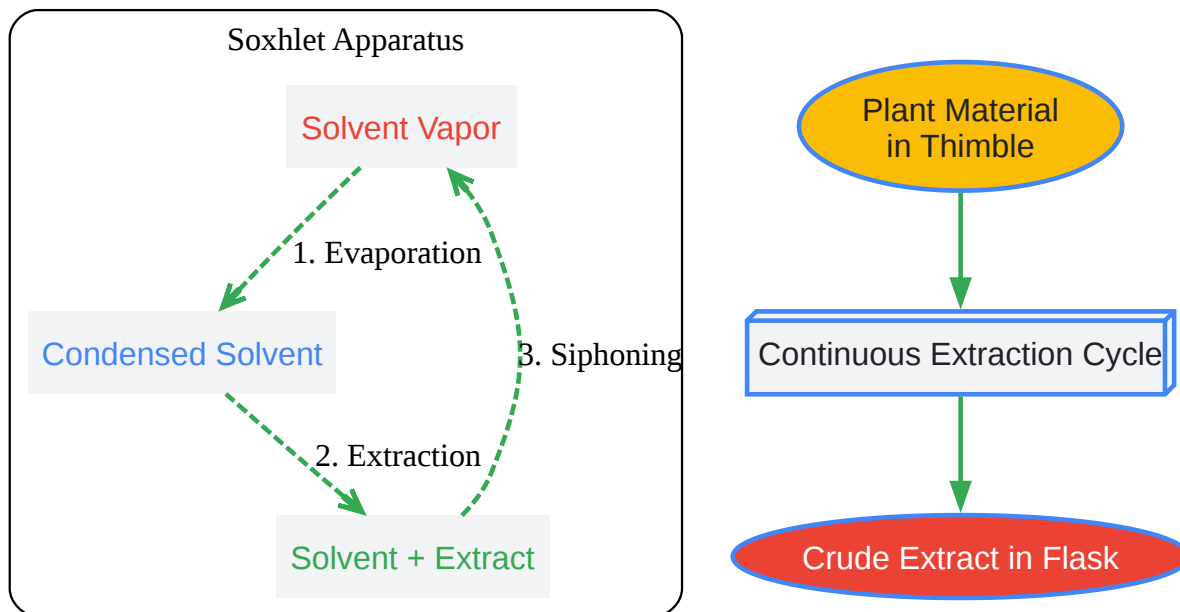 Soxhlet Apparatus
Solvent Vapor
1. Evaporation
Condensed Solvent
3. Siphoning
2. Extraction
Solvent + Extract
Plant Material
in Thimble
Continuous Extraction Cycle
Crude Extract in Flask